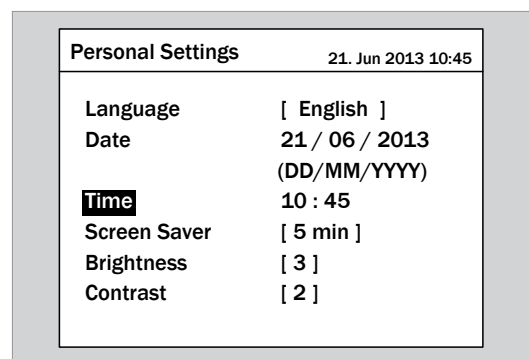 Personal Settings 21. Jun 2013 10:45
Language [ English ]
Date 21 / 06 / 2013
(DD/MM/YYYY)
Time 10 : 45
Screen Saver [ 5 min ]
Brightness [ 3 ]
Contrast [ 2 ]